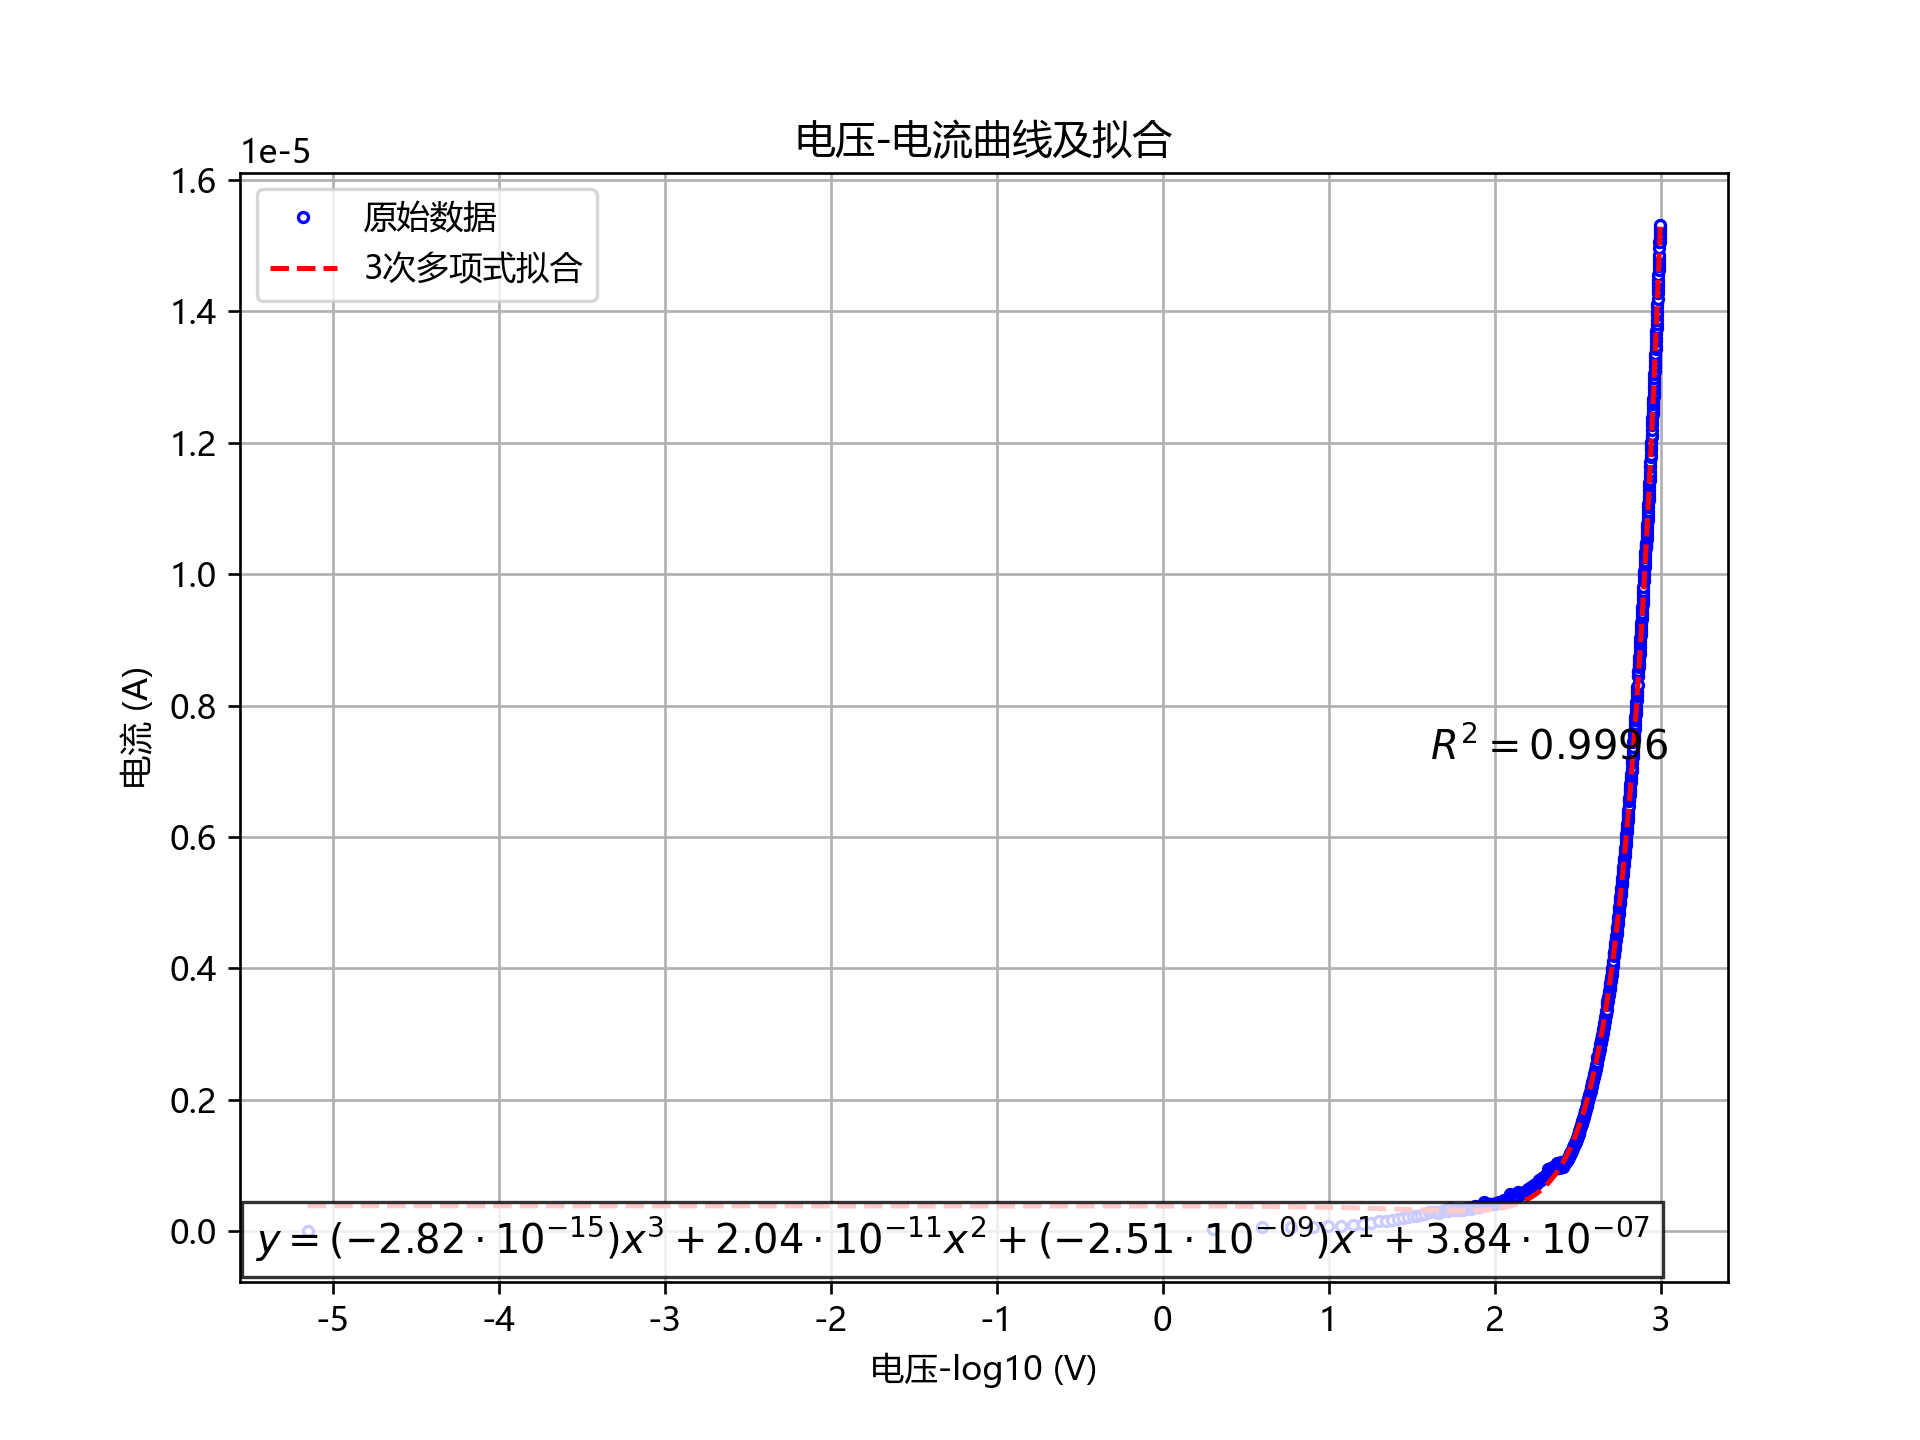 电压-电流曲线及拟合
1e-5
1.6
1.4
1.2
1.0
0.8
0.6
0.4
0.2
0.0
电流 (A)
原始数据
3次多项式拟合
R² = 0.9996
y = (−2.82 · 10⁻¹⁵)x³ + 2.04 · 10⁻¹¹x² + (−2.51 · 10⁻⁰⁹)x¹ + 3.84 · 10⁻⁰⁷
-5 -4 -3 -2 -1 0 1 2 3
电压-log10 (V)